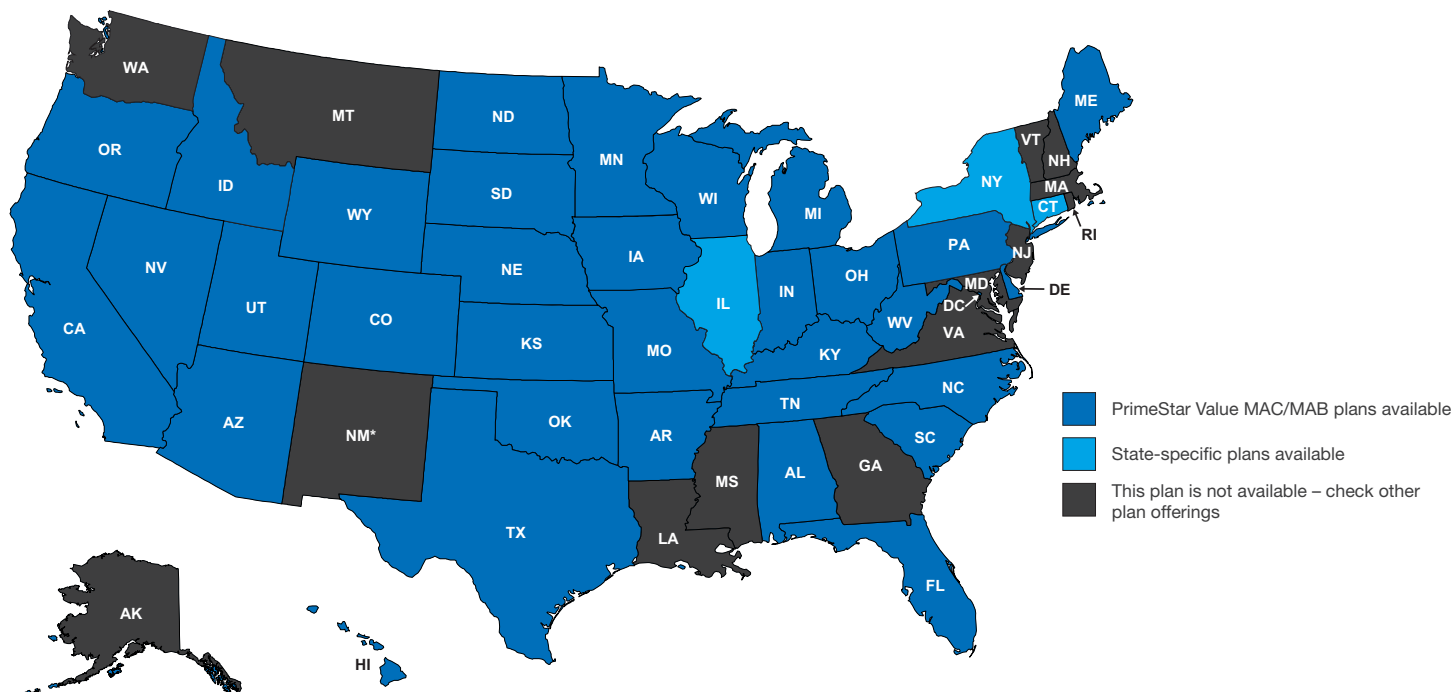 WA
MT
ND
MN
ME
VT
NH
OR
ID
WY
SD
WI
MI
NY
MA
CT
RI
NV
UT
CO
NE
IA
IL
IN
OH
PA
NJ
MD
DE
DC
CA
KS
MO
KY
WV
VA
AZ
NM*
OK
AR
TN
NC
SC
TX
LA
MS
AL
GA
FL
AK
HI
PrimeStar Value MAC/MAB plans available
State-specific plans available
This plan is not available – check other
plan offerings